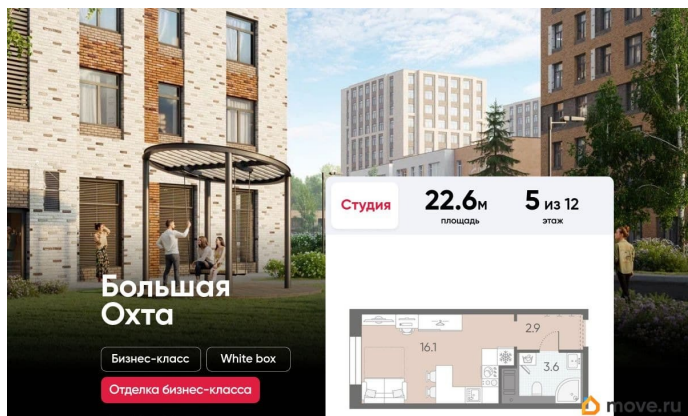 Студия
22.6м
площадь
5 из 12
этаж
Большая
Охта
Бизнес-класс
White box
Отделка бизнес-класса
16.1
2.9
3.6
move.ru